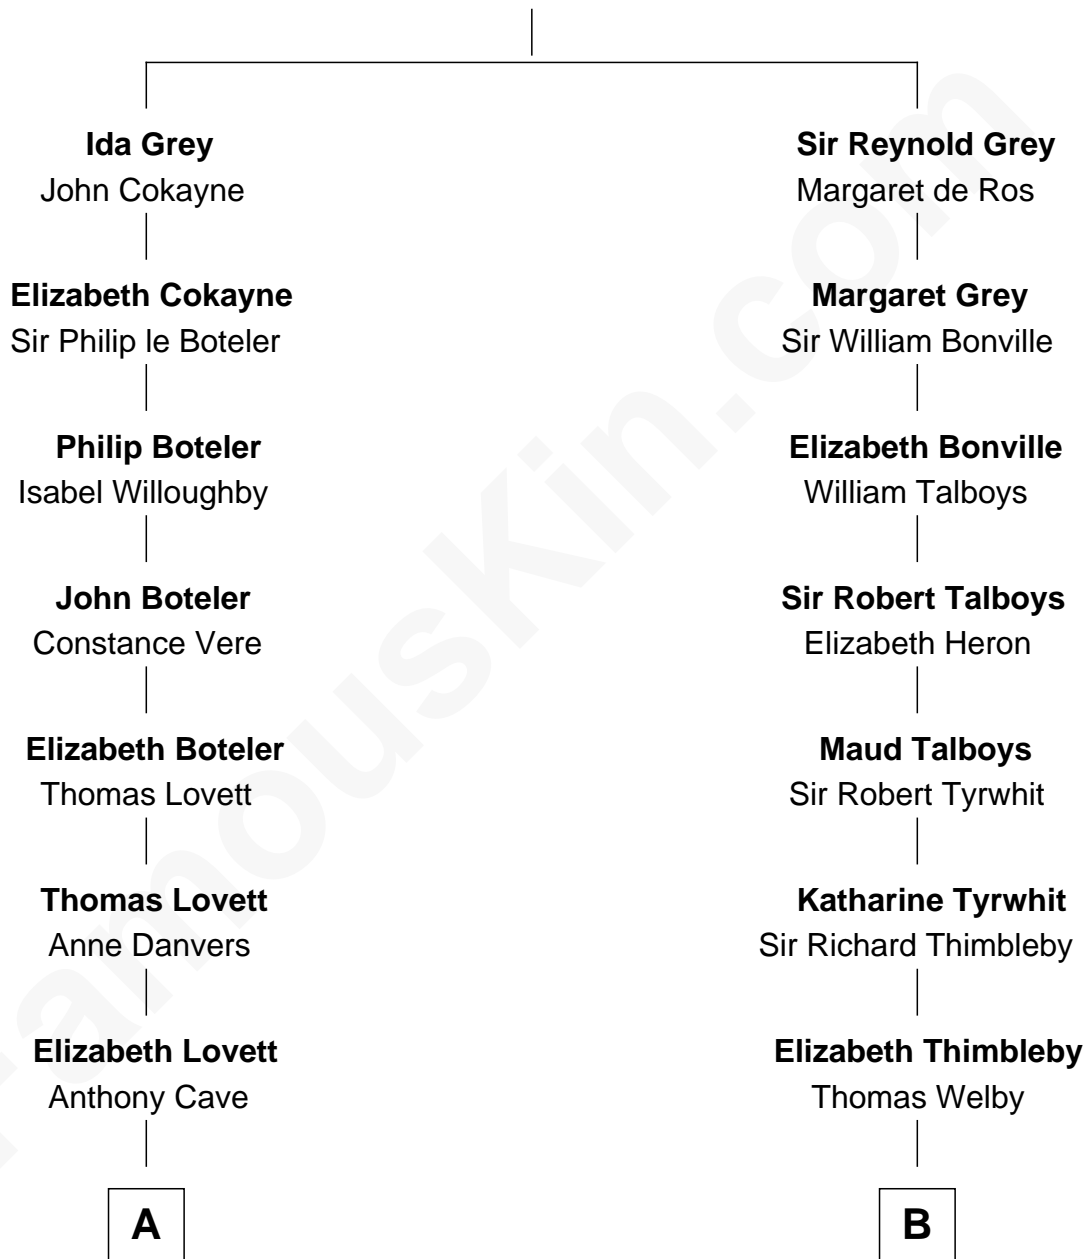 Ida Grey
John Cokayne
Elizabeth Cokayne
Sir Philip le Boteler
Philip Boteler
Isabel Willoughby
John Boteler
Constance Vere
Elizabeth Boteler
Thomas Lovett
Thomas Lovett
Anne Danvers
Elizabeth Lovett
Anthony Cave
A
Sir Reynold Grey
Margaret de Ros
Margaret Grey
Sir William Bonville
Elizabeth Bonville
William Talboys
Sir Robert Talboys
Elizabeth Heron
Maud Talboys
Sir Robert Tyrwhit
Katharine Tyrwhit
Sir Richard Thimbleby
Elizabeth Thimbleby
Thomas Welby
B
FamousKin.com